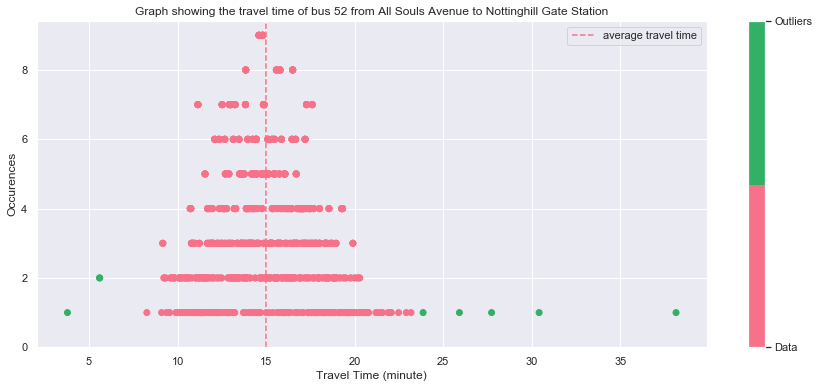 Graph showing the travel time of bus 52 from All Souls Avenue to Nottinghill Gate Station
average travel time
Outliers
Data
Occurences
8
6
4
2
0
5
10
15
20
25
30
35
Travel Time (minute)